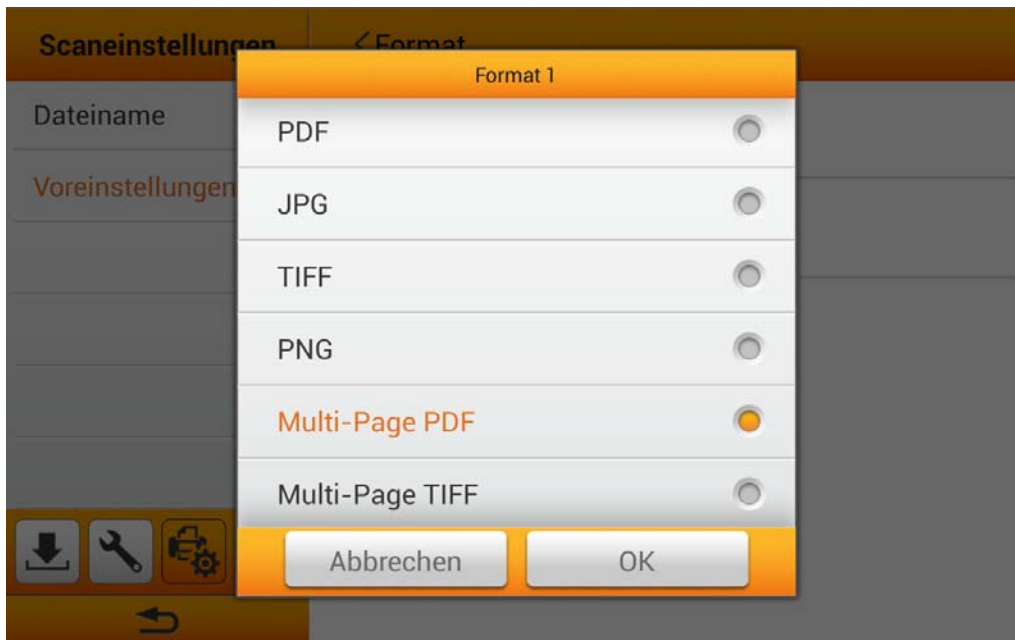 Scaneinstellungen
< Format
Format 1
Dateiname
Voreinstellungen
PDF
JPG
TIFF
PNG
Multi-Page PDF
Multi-Page TIFF
Abbrechen
OK